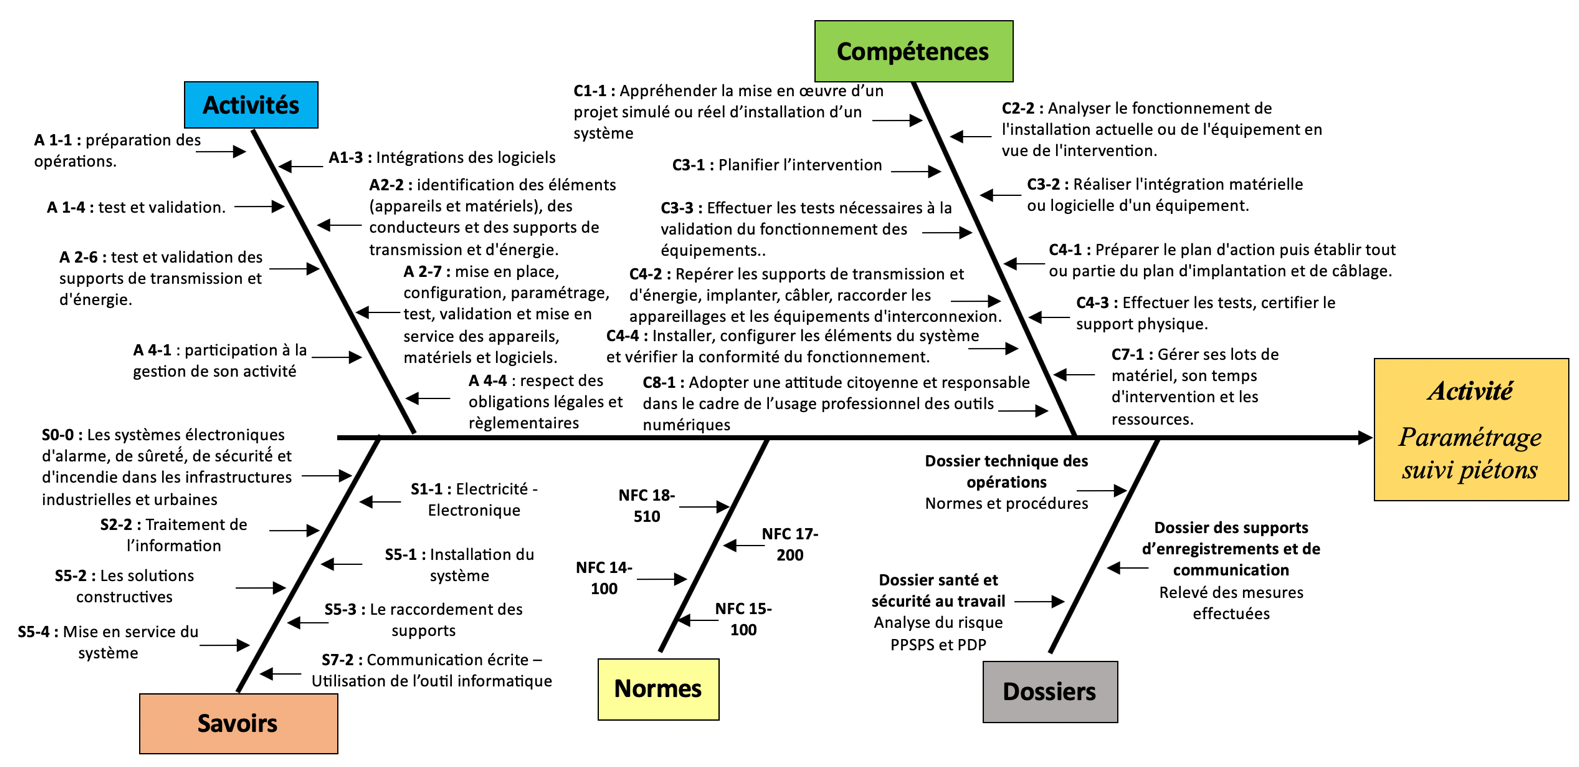 Activités
A 1-1 : préparation des
opérations.
A1-3 : Intégrations des logiciels
A 1-4 : test et validation.
A2-2 : identification des éléments
(appareils et matériels), des
conducteurs et des supports de
transmission et d'énergie.
A 2-6 : test et validation des
supports de transmission et
d'énergie.
A 2-7 : mise en place,
configuration, paramétrage,
test, validation et mise en
service des appareils,
matériels et logiciels.
A 4-1 : participation à la
gestion de son activité
A 4-4 : respect des
obligations légales et
règlementaires
Compétences
C1-1 : Appréhender la mise en œuvre d’un
projet simulé ou réel d’installation d’un
système
C2-2 : Analyser le fonctionnement de
l'installation actuelle ou de l'équipement en
vue de l'intervention.
C3-1 : Planifier l’intervention
C3-2 : Réaliser l'intégration matérielle
ou logicielle d'un équipement.
C3-3 : Effectuer les tests nécessaires à la
validation du fonctionnement des
équipements..
C4-1 : Préparer le plan d'action puis établir tout
ou partie du plan d'implantation et de câblage.
C4-2 : Repérer les supports de transmission et
d'énergie, implanter, câbler, raccorder les
appareillages et les équipements d'interconnexion.
C4-3 : Effectuer les tests, certifier le
support physique.
C4-4 : Installer, configurer les éléments du système
et vérifier la conformité du fonctionnement.
C7-1 : Gérer ses lots de
matériel, son temps
d'intervention et les
ressources.
C8-1 : Adopter une attitude citoyenne et responsable
dans le cadre de l’usage professionnel des outils
numériques
Activité
Paramétrage
suivi piétons
S0-0 : Les systèmes électroniques
d'alarme, de sûreté, de sécurité et
d'incendie dans les infrastructures
industrielles et urbaines
S1-1 : Electricité -
Electronique
S2-2 : Traitement de
l’information
S5-1 : Installation du
système
S5-2 : Les solutions
constructives
S5-3 : Le raccordement des
supports
S5-4 : Mise en service du
système
S7-2 : Communication écrite –
Utilisation de l’outil informatique
Savoirs
NFC 18-
510
NFC 17-
200
NFC 14-
100
NFC 15-
100
Normes
Dossier technique des
opérations
Normes et procédures
Dossier des supports
d’enregistrements et de
communication
Relevé des mesures
effectuées
Dossier santé et
sécurité au travail
Analyse du risque
PPSPS et PDP
Dossiers